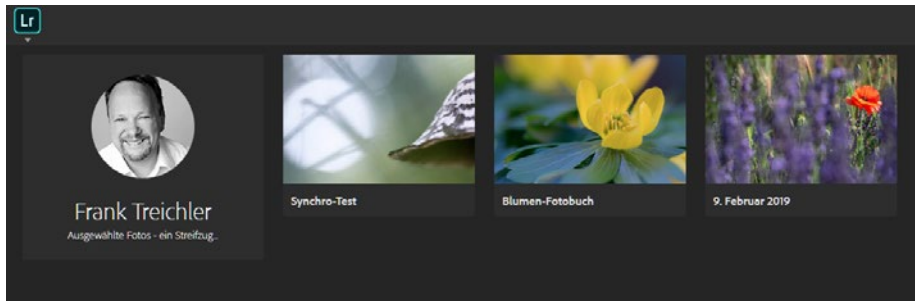 Lr
Frank Treichler
Ausgewählte Fotos - ein Streifzug...
Synchro-Test
Blumen-Fotobuch
9. Februar 2019